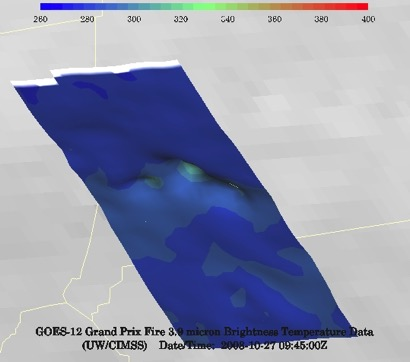 260 280 300 320 340 360 380 400
GOES-12 Grand Prix Fire 3.9 micron Brightness Temperature Data
(UW/CIMSS) Date/Time: 2003-10-27 09:45:00Z